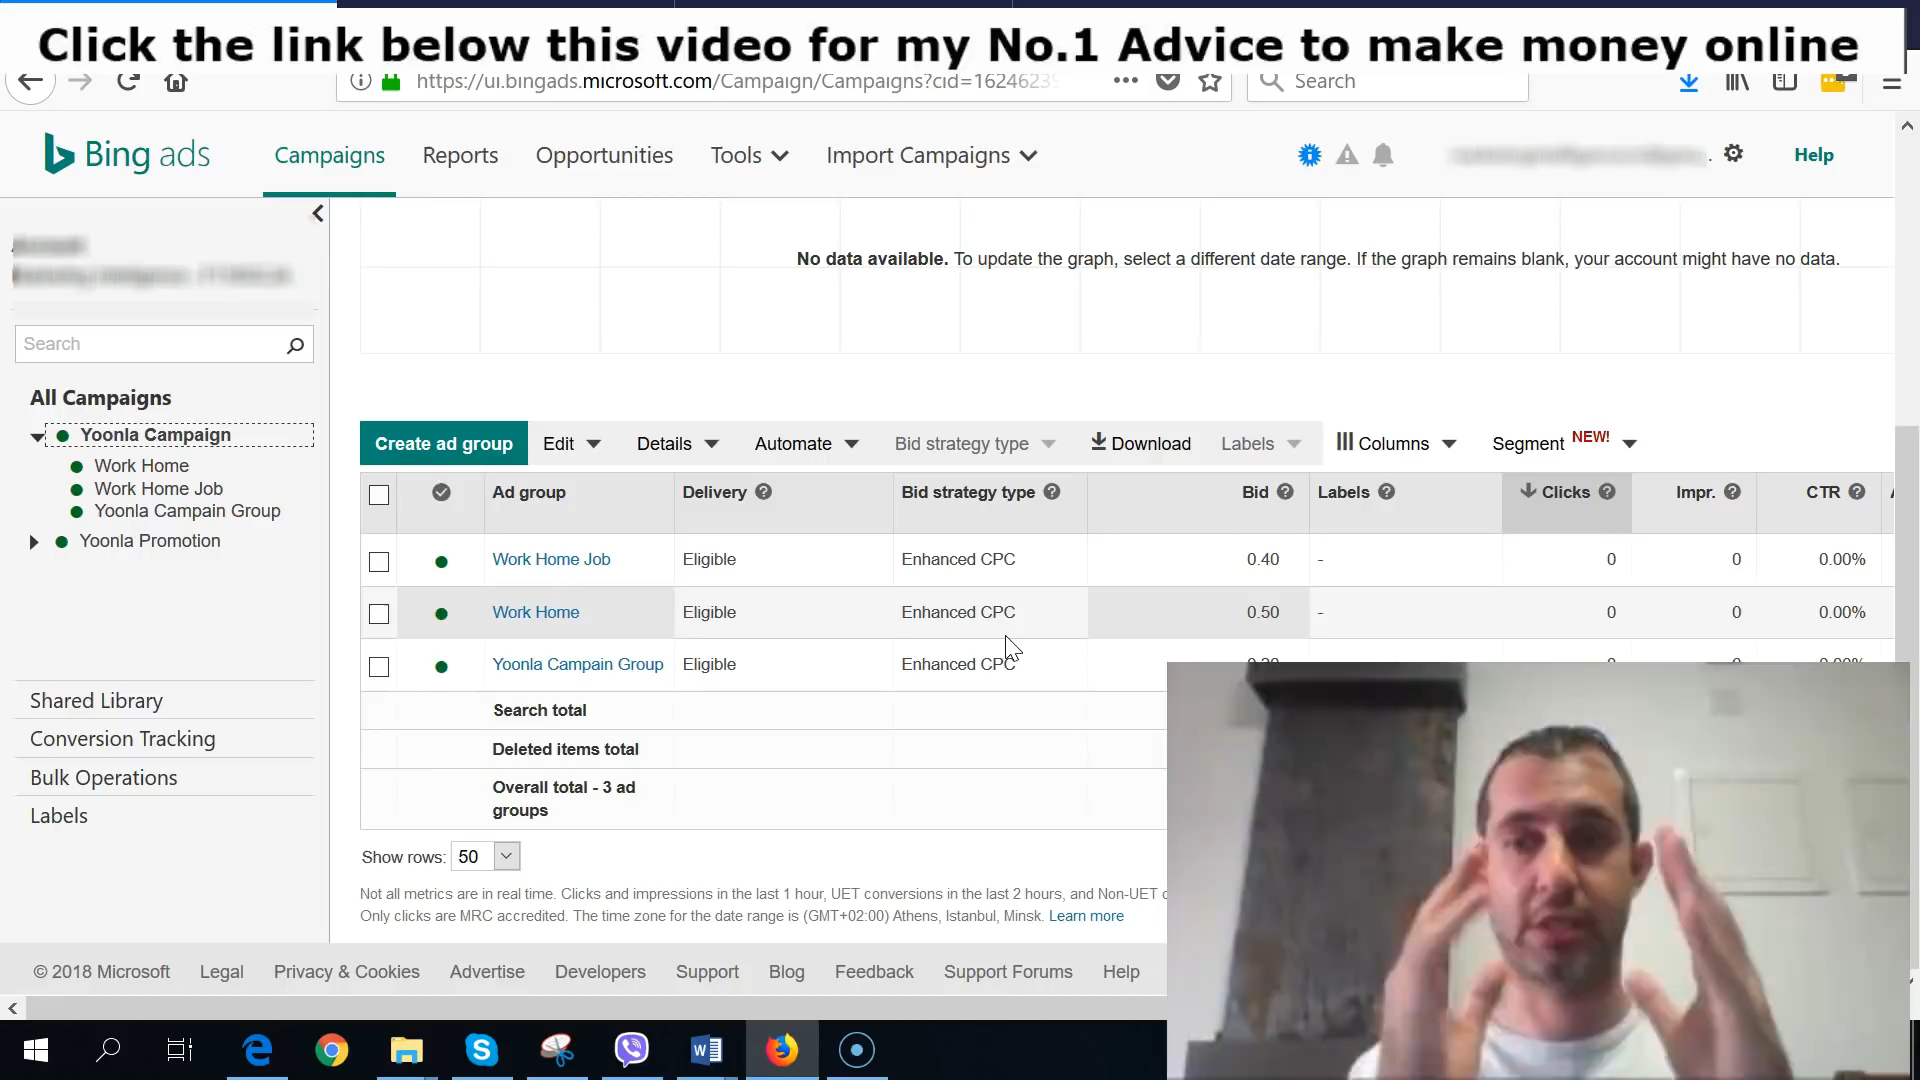 Click the link below this video for my No.1 Advice to make money online
https://ui.bingads.microsoft.com/Campaign/Campaigns?cid=1624623
Search
Bing ads
Campaigns
Reports
Opportunities
Tools
Import Campaigns
Help
No data available. To update the graph, select a different date range. If the graph remains blank, your account might have no data.
Search
All Campaigns
Yoonla Campaign
Work Home
Work Home Job
Yoonla Campain Group
Yoonla Promotion
Shared Library
Conversion Tracking
Bulk Operations
Labels
Create ad group Edit Details Automate Bid strategy type Download Labels Columns Segment NEW!
Ad group Delivery Bid strategy type Bid Labels Clicks Impr. CTR
Work Home Job Eligible Enhanced CPC 0.40 - 0 0 0.00%
Work Home Eligible Enhanced CPC 0.50 - 0 0 0.00%
Yoonla Campain Group Eligible Enhanced CPC
Search total
Deleted items total
Overall total - 3 ad
groups
Show rows: 50
Not all metrics are in real time. Clicks and impressions in the last 1 hour, UET conversions in the last 2 hours, and Non-UET
Only clicks are MRC accredited. The time zone for the date range is (GMT+02:00) Athens, Istanbul, Minsk. Learn more
© 2018 Microsoft Legal Privacy & Cookies Advertise Developers Support Blog Feedback Support Forums Help